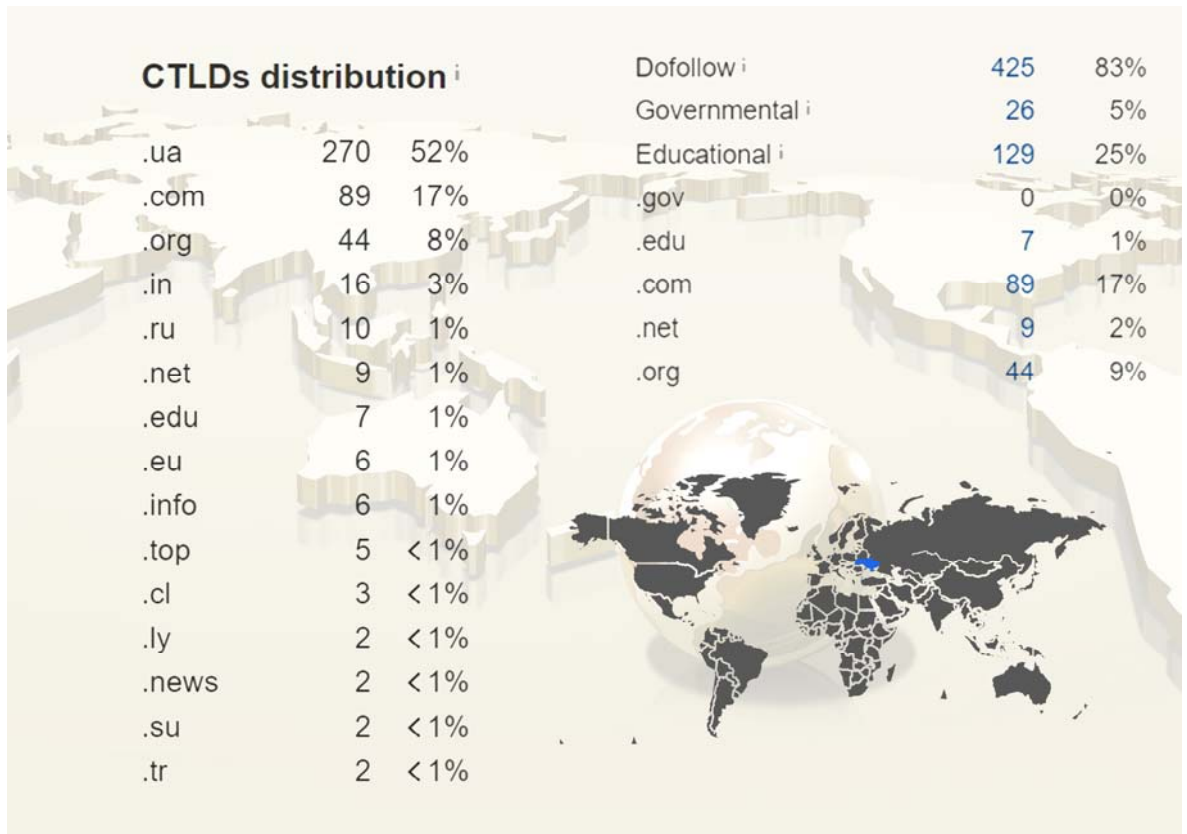 CTLDs distribution i
.ua 270 52%
.com 89 17%
.org 44 8%
.in 16 3%
.ru 10 1%
.net 9 1%
.edu 7 1%
.eu 6 1%
.info 6 1%
.top 5 <1%
.cl 3 <1%
.ly 2 <1%
.news 2 <1%
.su 2 <1%
.tr 2 <1%
Dofollow i 425 83%
Governmental i 26 5%
Educational i 129 25%
.gov 0 0%
.edu 7 1%
.com 89 17%
.net 9 2%
.org 44 9%